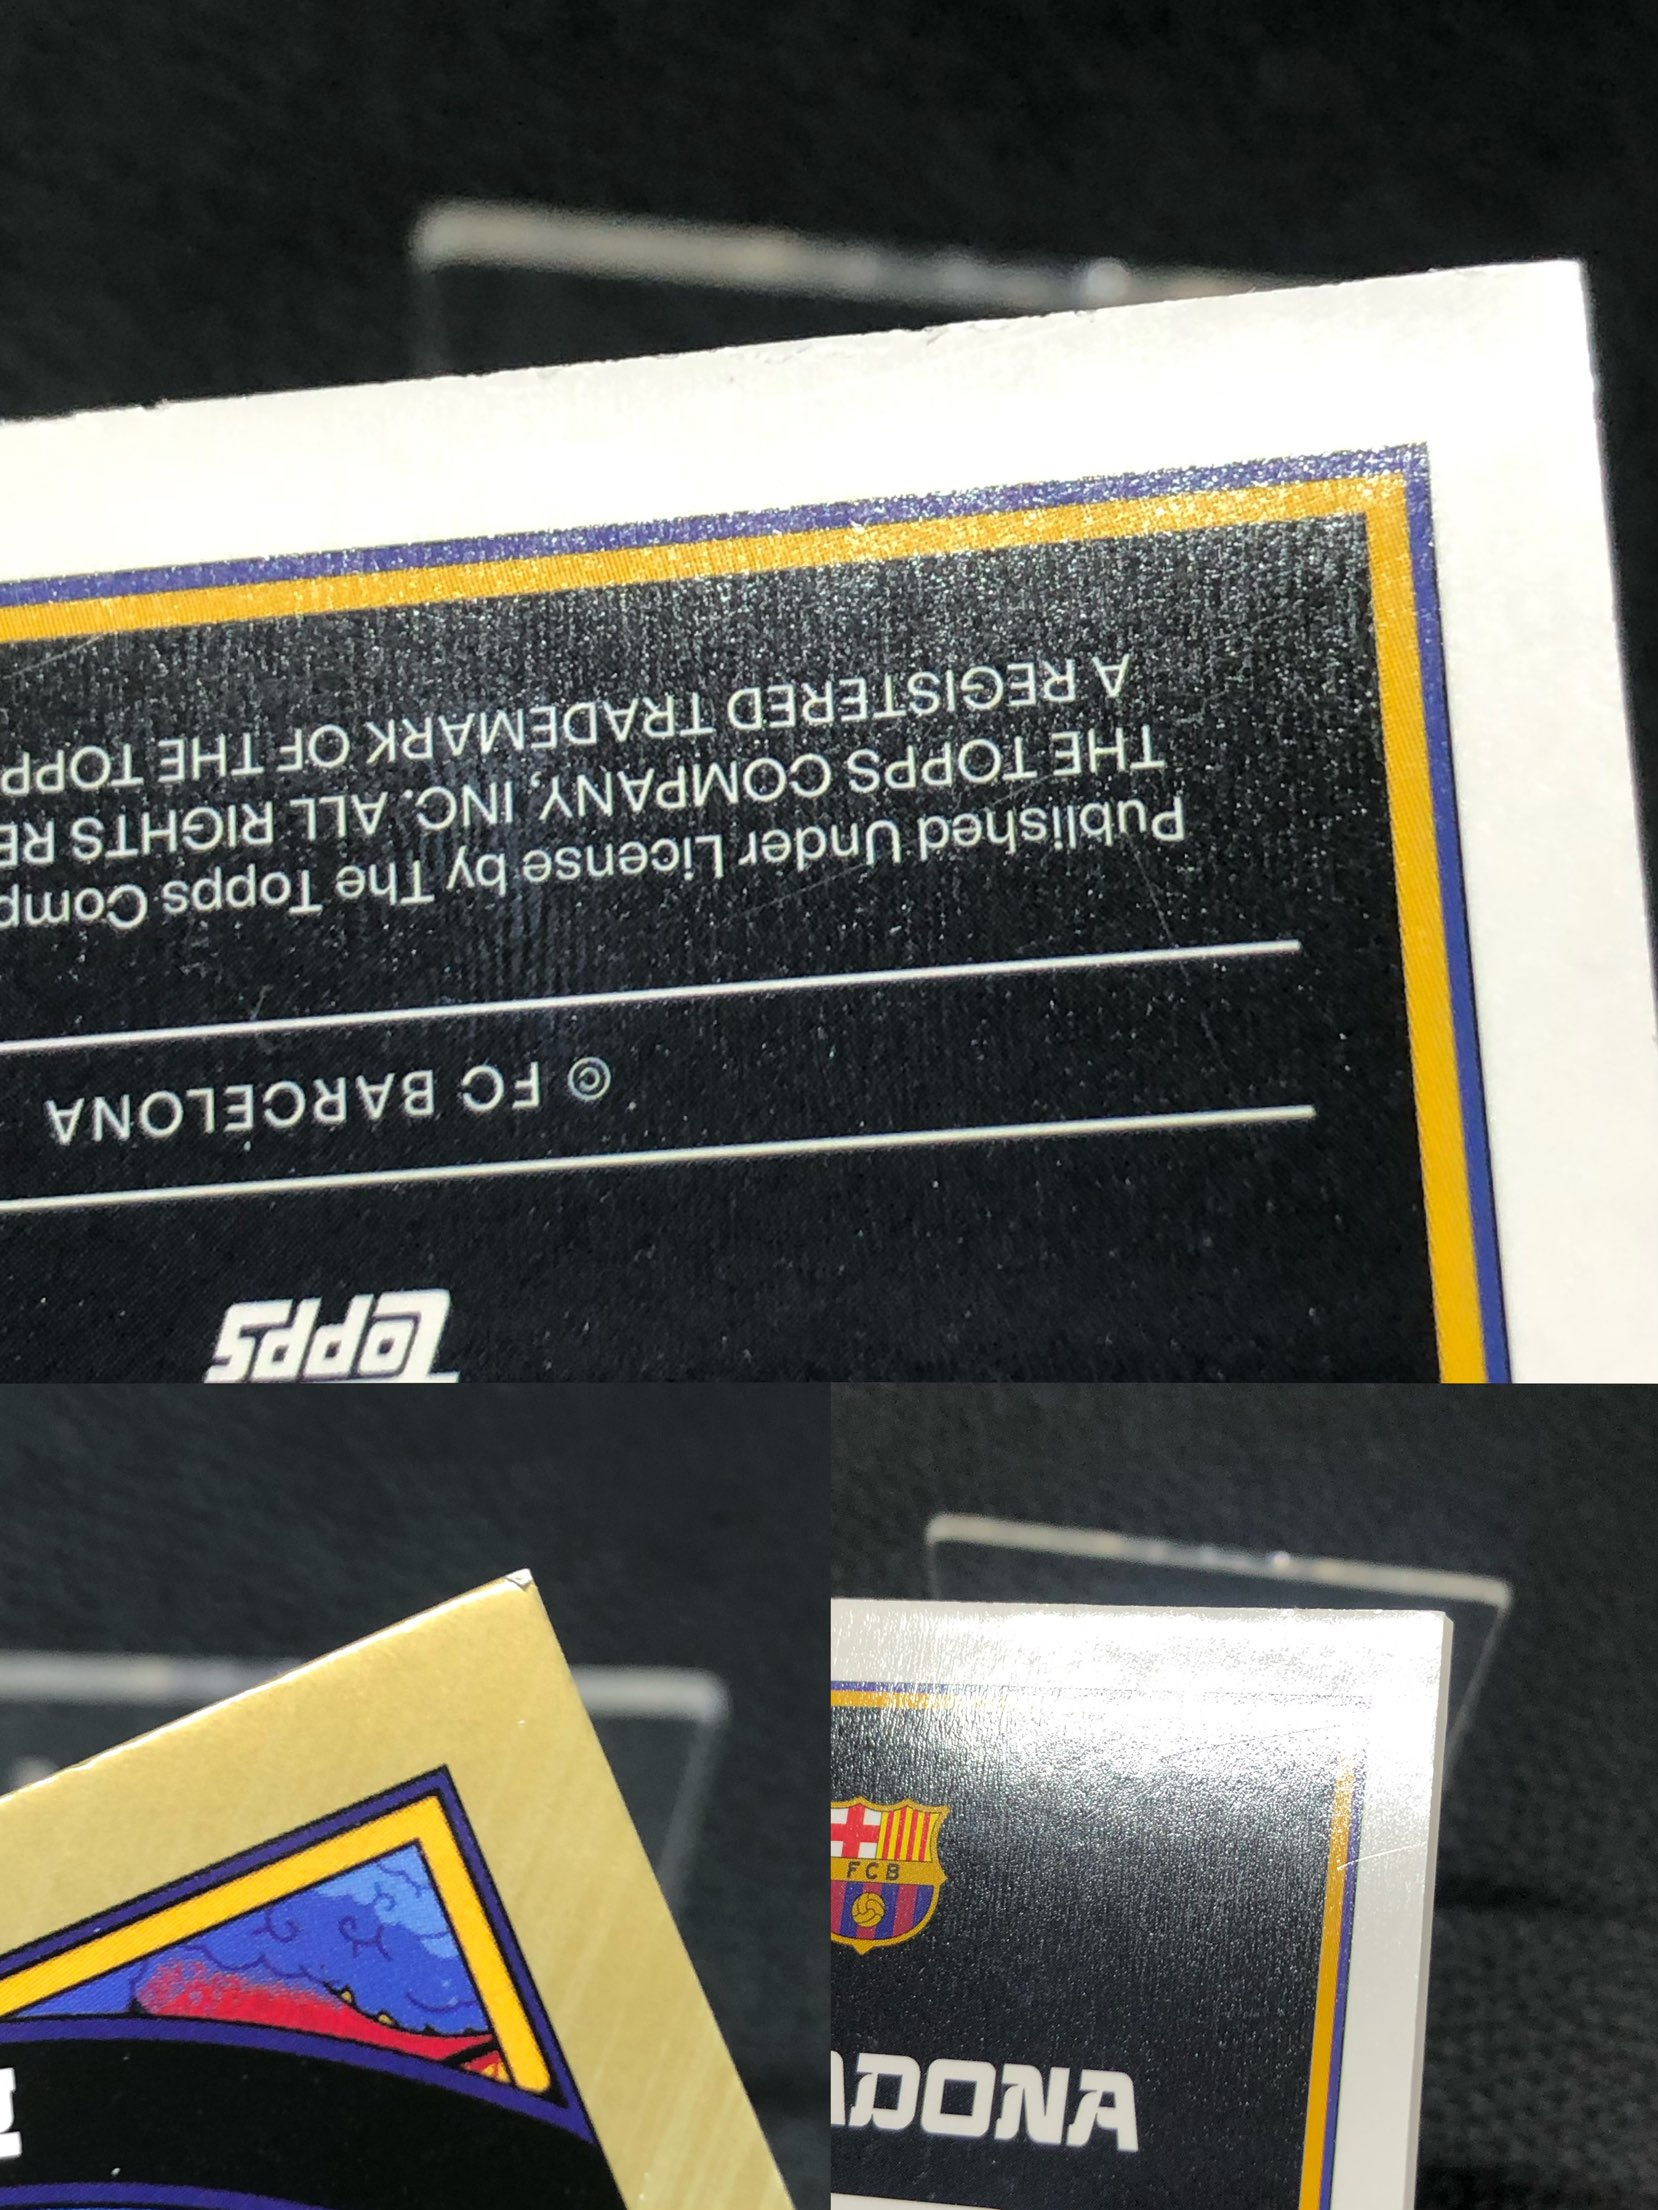 Topps
© FC BARCELONA
Published Under License by The Topps Comp
THE TOPPS COMPANY, INC. ALL RIGHTS RE
A REGISTERED TRADEMARK OF THE TOPP
FCB
ADONA